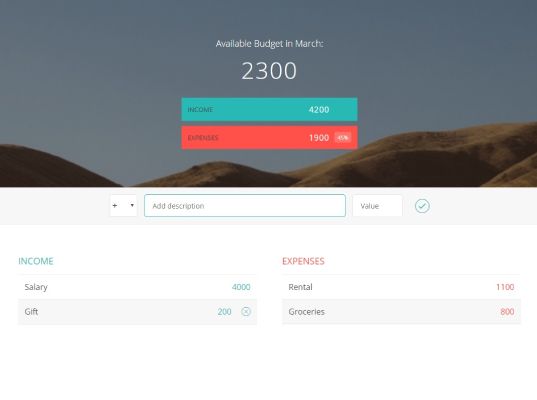 Available Budget in March:
2300
INCOME 4200
EXPENSES 1900 45%
+ Add description Value
INCOME
Salary 4000
Gift 200
EXPENSES
Rental 1100
Groceries 800